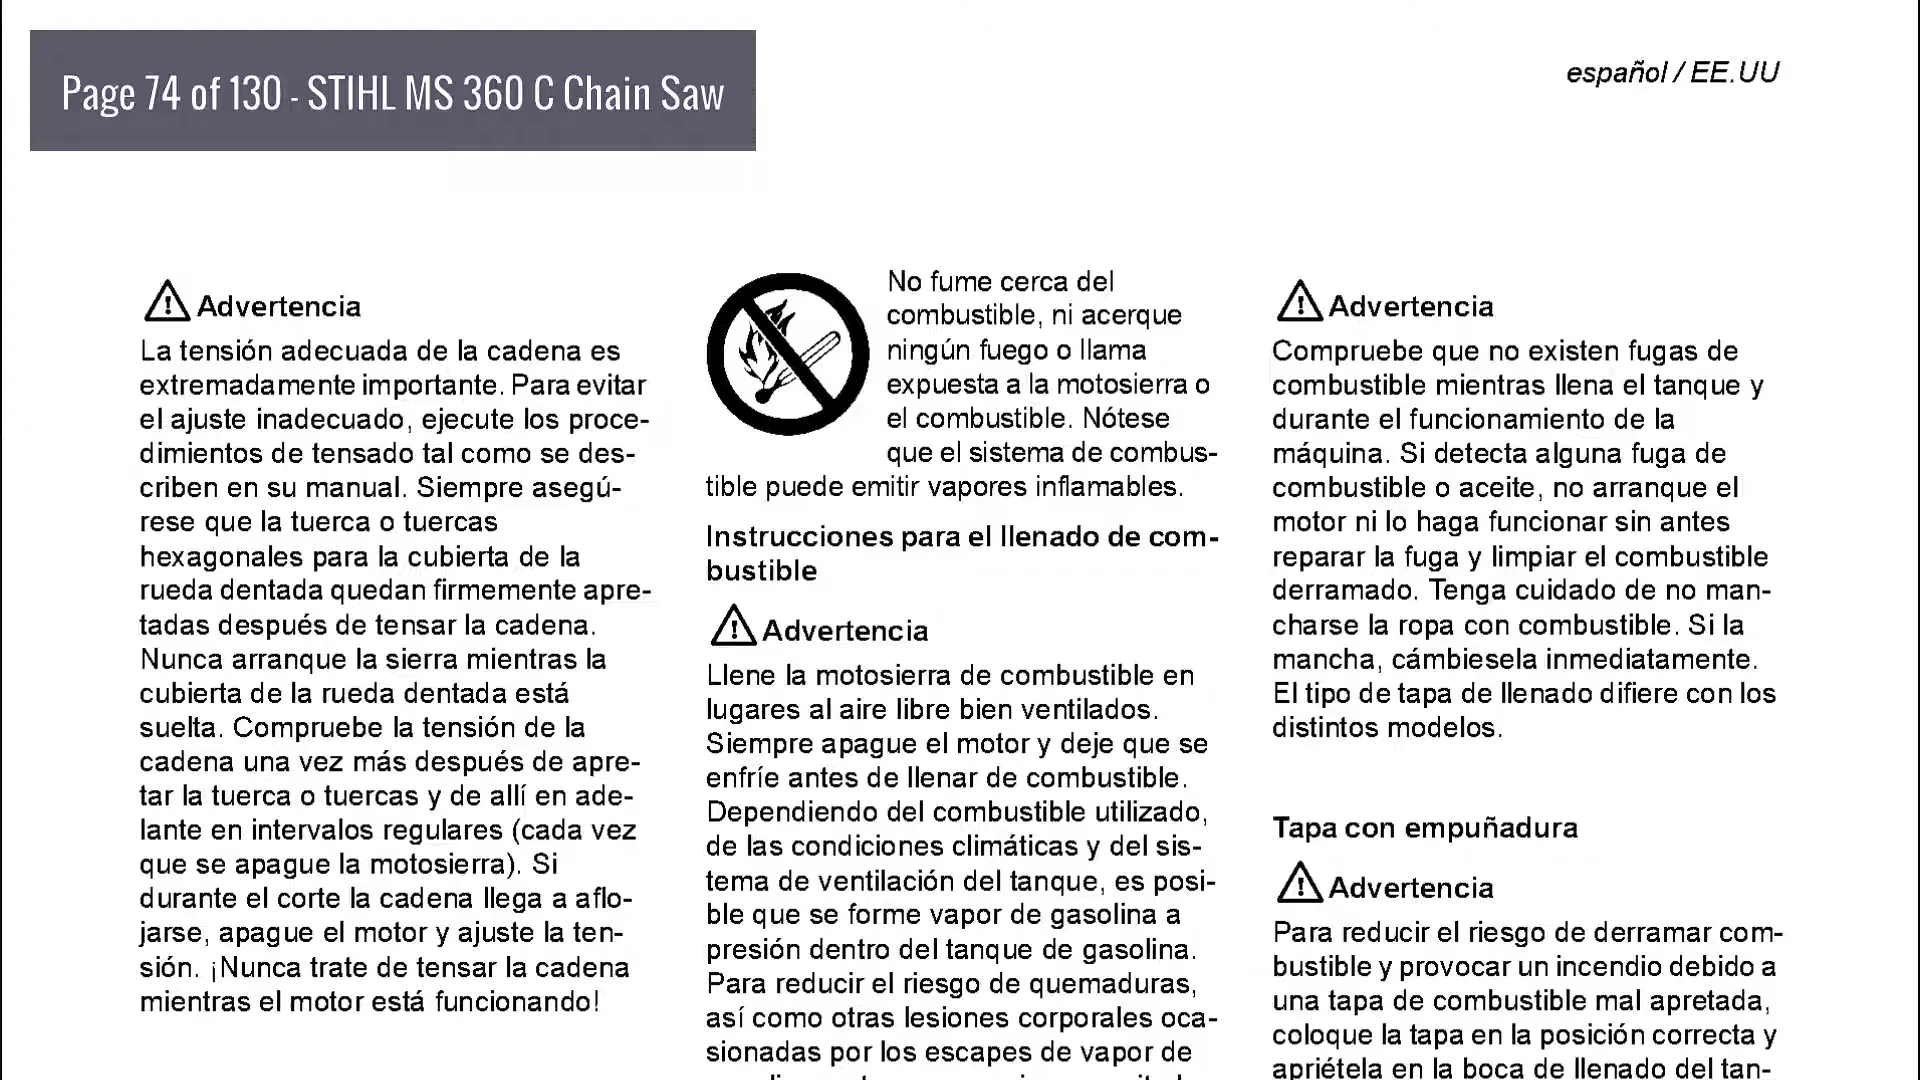 Page 74 of 130 - STIHL MS 360 C Chain Saw
español / EE.UU
Advertencia
La tensión adecuada de la cadena es
extremadamente importante. Para evitar
el ajuste inadecuado, ejecute los proce-
dimientos de tensado tal como se des-
criben en su manual. Siempre asegú-
rese que la tuerca o tuercas
hexagonales para la cubierta de la
rueda dentada quedan firmemente apre-
tadas después de tensar la cadena.
Nunca arranque la sierra mientras la
cubierta de la rueda dentada está
suelta. Compruebe la tensión de la
cadena una vez más después de apre-
tar la tuerca o tuercas y de allí en ade-
lante en intervalos regulares (cada vez
que se apague la motosierra). Si
durante el corte la cadena llega a aflo-
jarse, apague el motor y ajuste la ten-
sión. ¡Nunca trate de tensar la cadena
mientras el motor está funcionando!
No fume cerca del
combustible, ni acerque
ningún fuego o llama
expuesta a la motosierra o
el combustible. Nótese
que el sistema de combus-
tible puede emitir vapores inflamables.
Instrucciones para el llenado de com-
bustible
Advertencia
Llene la motosierra de combustible en
lugares al aire libre bien ventilados.
Siempre apague el motor y deje que se
enfríe antes de llenar de combustible.
Dependiendo del combustible utilizado,
de las condiciones climáticas y del sis-
tema de ventilación del tanque, es posi-
ble que se forme vapor de gasolina a
presión dentro del tanque de gasolina.
Para reducir el riesgo de quemaduras,
así como otras lesiones corporales oca-
sionadas por los escapes de vapor de
Advertencia
Compruebe que no existen fugas de
combustible mientras llena el tanque y
durante el funcionamiento de la
máquina. Si detecta alguna fuga de
combustible o aceite, no arranque el
motor ni lo haga funcionar sin antes
reparar la fuga y limpiar el combustible
derramado. Tenga cuidado de no man-
charse la ropa con combustible. Si la
mancha, cámbiesela inmediatamente.
El tipo de tapa de llenado difiere con los
distintos modelos.
Tapa con empuñadura
Advertencia
Para reducir el riesgo de derramar com-
bustible y provocar un incendio debido a
una tapa de combustible mal apretada,
coloque la tapa en la posición correcta y
apriétela en la boca de llenado del tan-